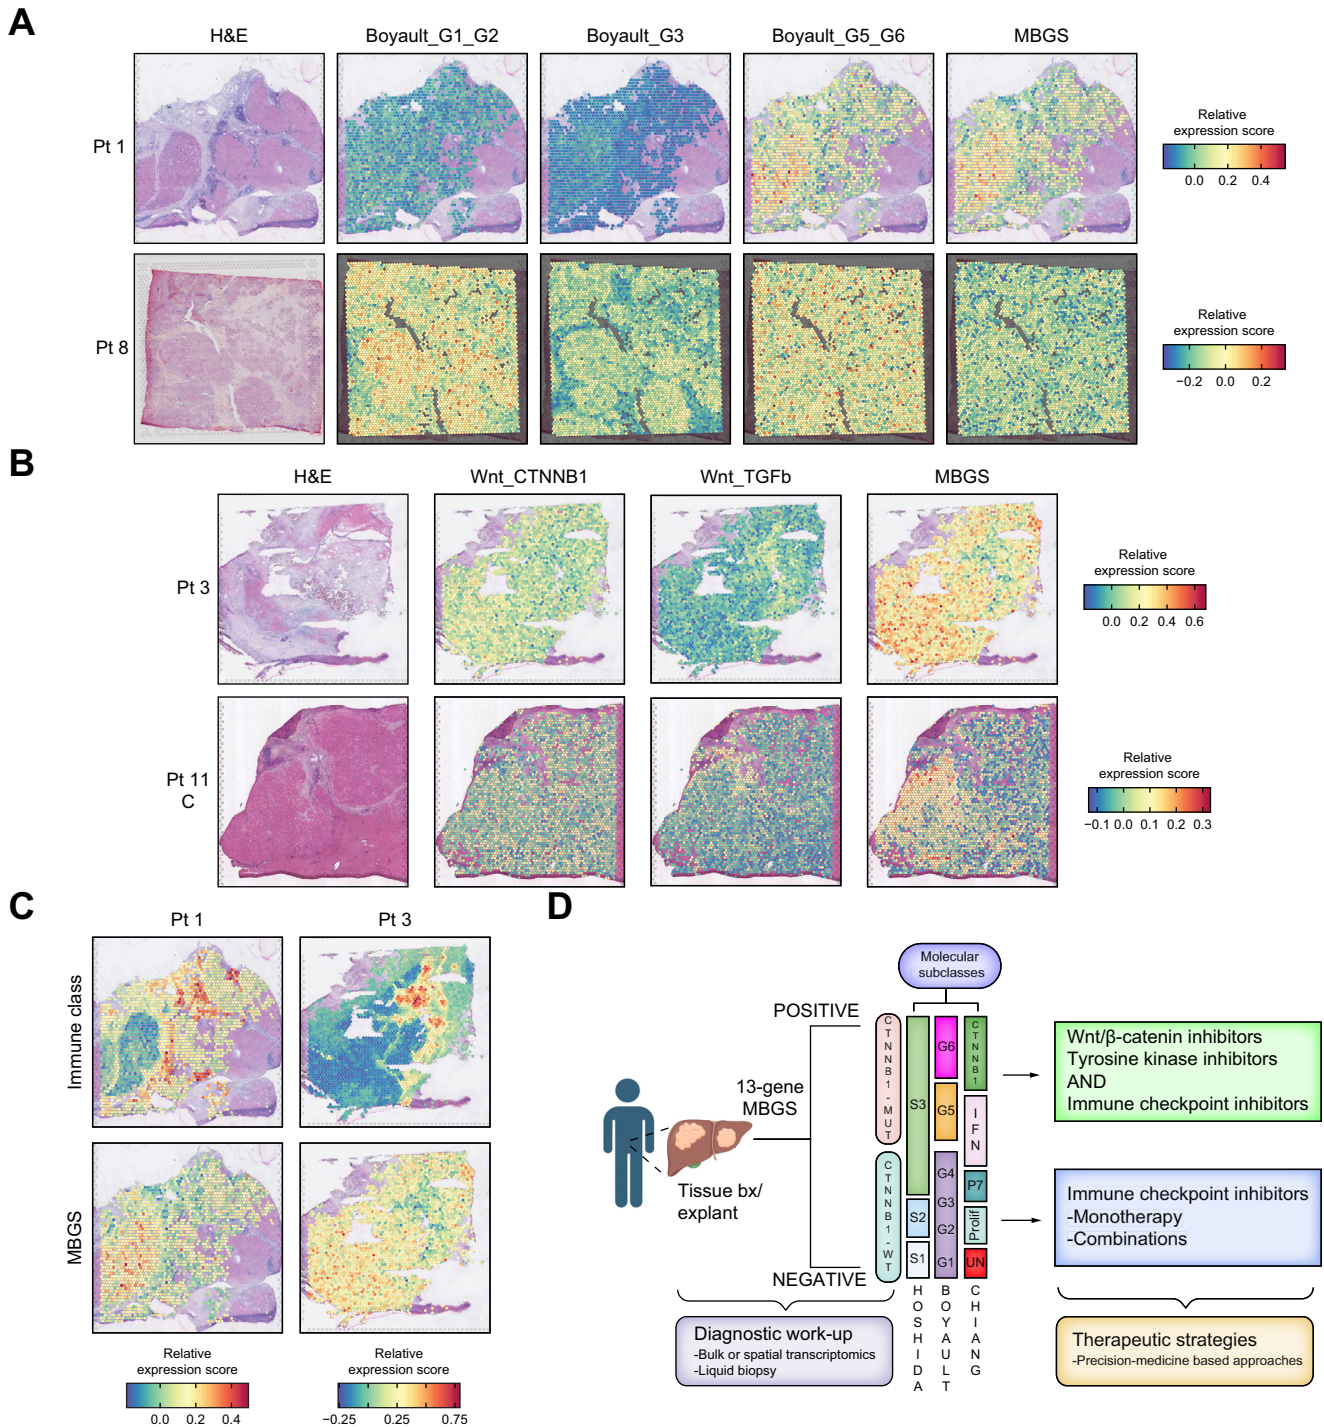 A
H&E
Boyault_G1_G2
Boyault_G3
Boyault_G5_G6
MBGS
Pt 1
Relative
expression score
0.0 0.2 0.4
Pt 8
Relative
expression score
−0.2 0.0 0.2
B
H&E
Wnt_CTNNB1
Wnt_TGFb
MBGS
Pt 3
Relative
expression score
0.0 0.2 0.4 0.6
Pt 11
C
Relative
expression score
−0.1 0.0 0.1 0.2 0.3
C
Pt 1
Pt 3
Immune class
MBGS
Relative
expression score
0.0 0.2 0.4
Relative
expression score
−0.25 0.25 0.75
D
Molecular
subclasses
POSITIVE
13-gene
MBGS
Tissue bx/
explant
NEGATIVE
CTNNB1-MUT
CTNNB1-WT
S3
S2
S1
G6
G5
G4
G3
G2
G1
CTNNB1
IFN
P7
Prolif
UN
HOSHIDA
BOYAULT
CHIANG
Wnt/β-catenin inhibitors
Tyrosine kinase inhibitors
AND
Immune checkpoint inhibitors
Immune checkpoint inhibitors
-Monotherapy
-Combinations
Diagnostic work-up
-Bulk or spatial transcriptomics
-Liquid biopsy
Therapeutic strategies
-Precision-medicine based approaches